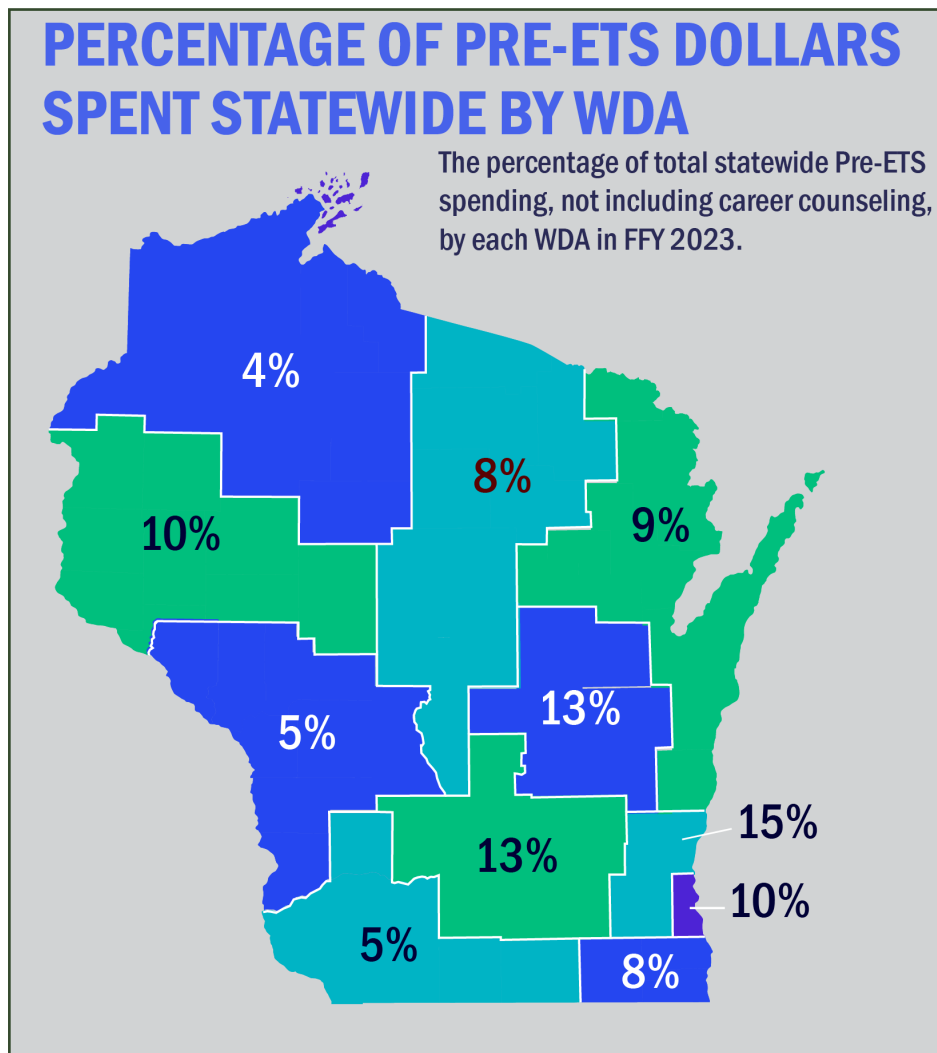 PERCENTAGE OF PRE-ETS DOLLARS
SPENT STATEWIDE BY WDA
The percentage of total statewide Pre-ETS
spending, not including career counseling,
by each WDA in FFY 2023.
4%
8%
10%
9%
5%
13%
15%
13%
10%
5%
8%